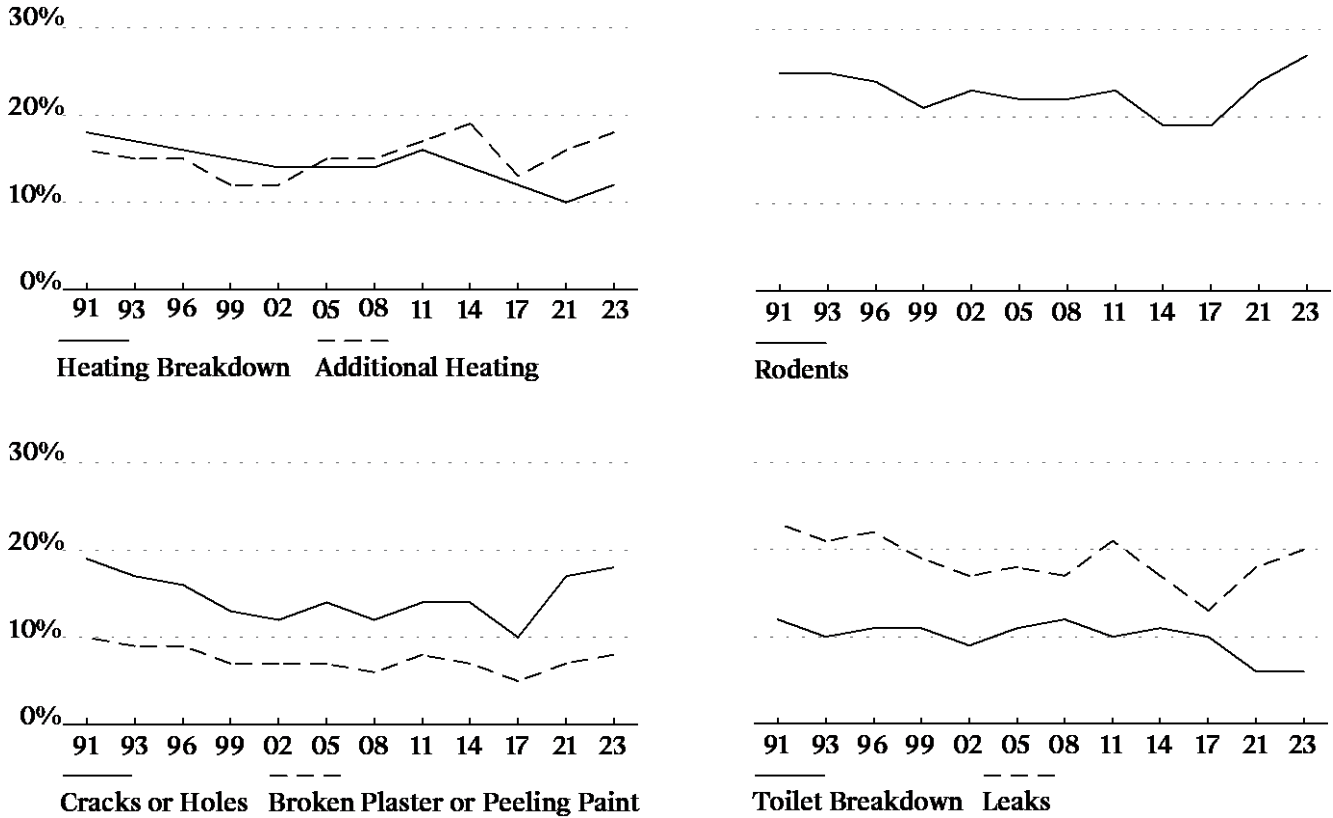 30%
20%
10%
0%
91 93 96 99 02 05 08 11 14 17 21 23
Heating Breakdown Additional Heating
91 93 96 99 02 05 08 11 14 17 21 23
Rodents
30%
20%
10%
0%
91 93 96 99 02 05 08 11 14 17 21 23
Cracks or Holes Broken Plaster or Peeling Paint
91 93 96 99 02 05 08 11 14 17 21 23
Toilet Breakdown Leaks